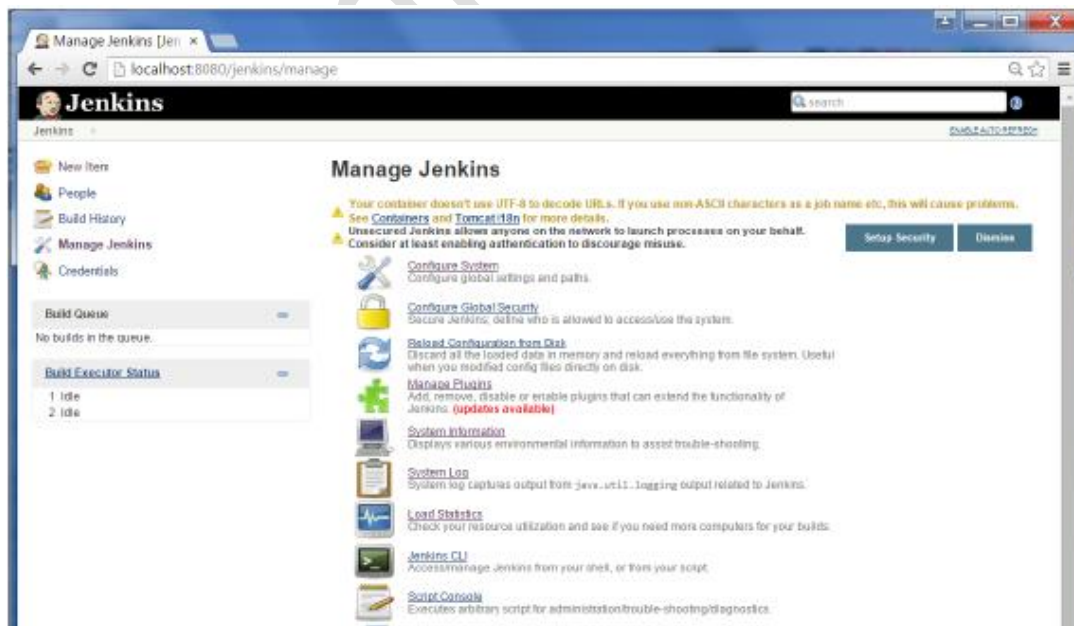 Manage Jenkins [Jen
localhost:8080/jenkins/manage
Jenkins
search
Jenkins
ENABLE AUTO REFRESH
New Item
People
Build History
Manage Jenkins
Credentials
Build Queue
No builds in the queue.
Build Executor Status
1 Idle
2 Idle
Manage Jenkins
Your container doesn't use UTF-8 to decode URLs. If you use non-ASCII characters as a job name etc, this will cause problems.
See Containers and Tomcat i18n for more details.
Unsecured Jenkins allows anyone on the network to launch processes on your behalf.
Consider at least enabling authentication to discourage misuse.
Setup Security
Dismiss
Configure System
Configure global settings and paths.
Configure Global Security
Secure Jenkins; define who is allowed to access/use the system.
Reload Configuration from Disk
Discard all the loaded data in memory and reload everything from file system. Useful
when you modified config files directly on disk.
Manage Plugins
Add, remove, disable or enable plugins that can extend the functionality of
Jenkins. (updates available)
System Information
Displays various environmental information to assist trouble-shooting.
System Log
System log captures output from java.util.logging output related to Jenkins.
Load Statistics
Check your resource utilization and see if you need more computers for your builds.
Jenkins CLI
Access/manage Jenkins from your shell, or from your script.
Script Console
Executes arbitrary script for administration/trouble-shooting/diagnostics.